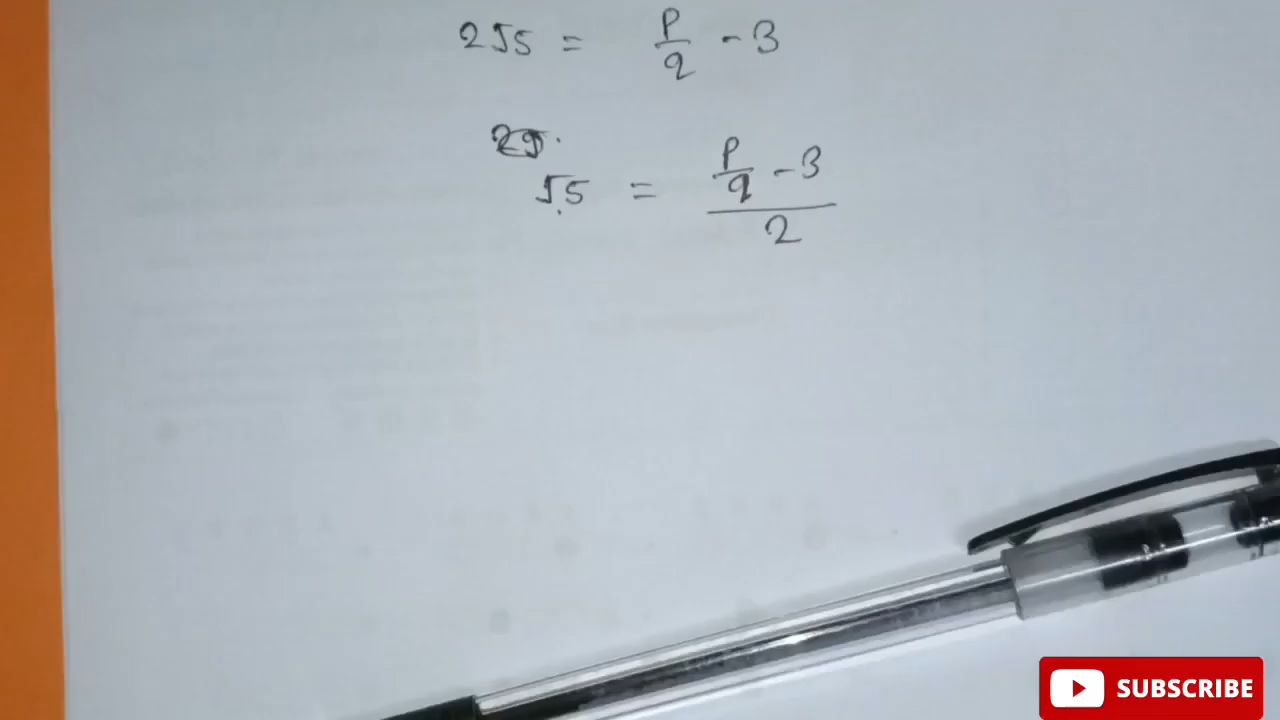 2√5 = p/q - 3
√5 = (p/q - 3)/2
SUBSCRIBE